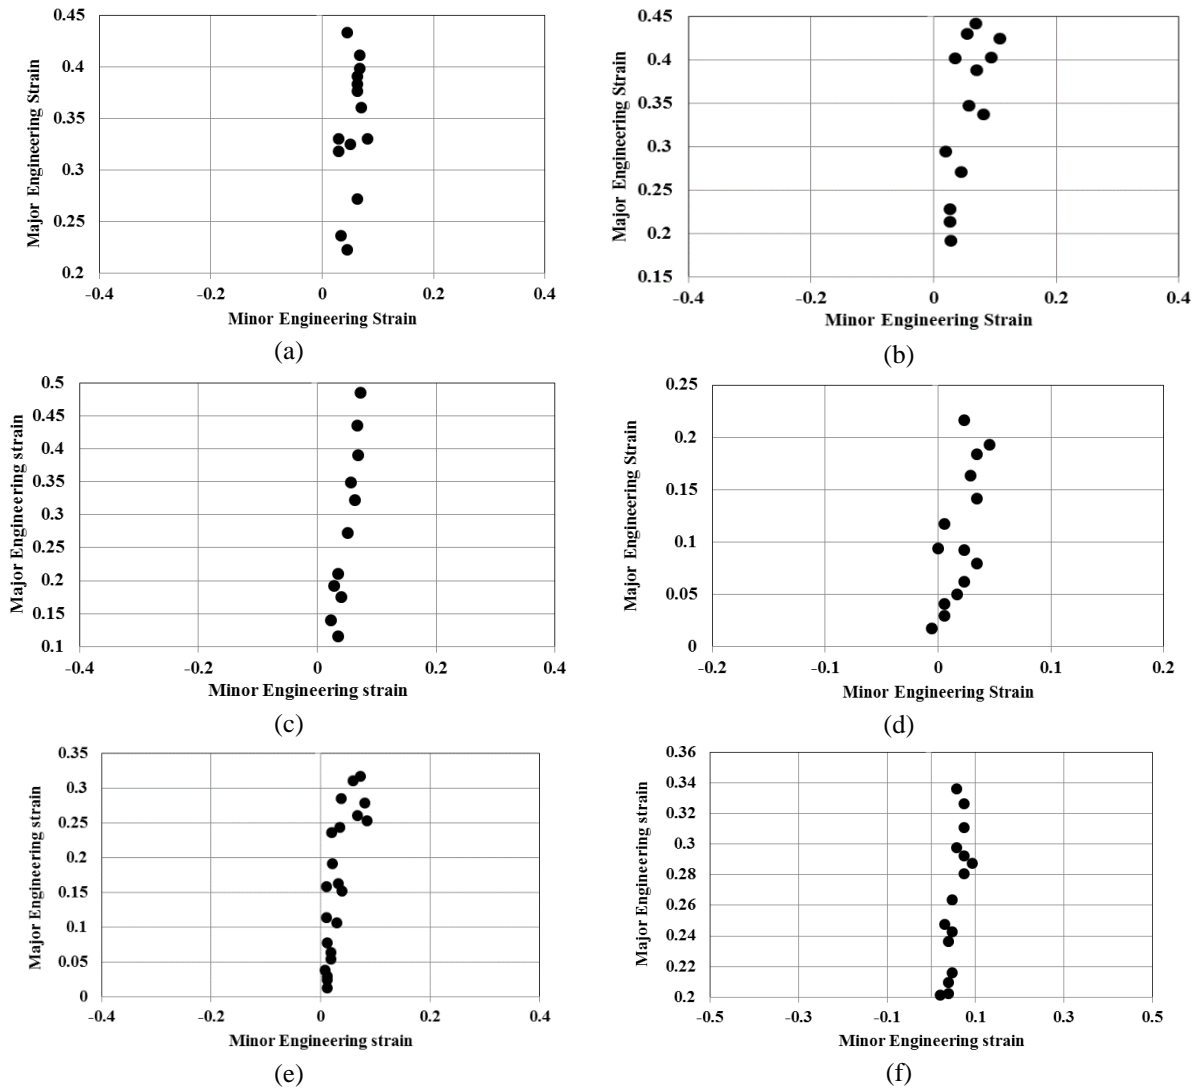 Major Engineering Strain
0.45
0.4
0.35
0.3
0.25
0.2
-0.4 -0.2 0 0.2 0.4
Minor Engineering Strain
(a)
Major Engineering Strain
0.45
0.4
0.35
0.3
0.25
0.2
0.15
-0.4 -0.2 0 0.2 0.4
Minor Engineering Strain
(b)
Major Engineering strain
0.5
0.45
0.4
0.35
0.3
0.25
0.2
0.15
0.1
-0.4 -0.2 0 0.2 0.4
Minor Engineering strain
(c)
Major Engineering Strain
0.25
0.2
0.15
0.1
0.05
0
-0.2 -0.1 0 0.1 0.2
Minor Engineering Strain
(d)
Major Engineering strain
0.35
0.3
0.25
0.2
0.15
0.1
0.05
0
-0.4 -0.2 0 0.2 0.4
Minor Engineering strain
(e)
Major Engineering strain
0.36
0.34
0.32
0.3
0.28
0.26
0.24
0.22
0.2
-0.5 -0.3 -0.1 0.1 0.3 0.5
Minor Engineering strain
(f)